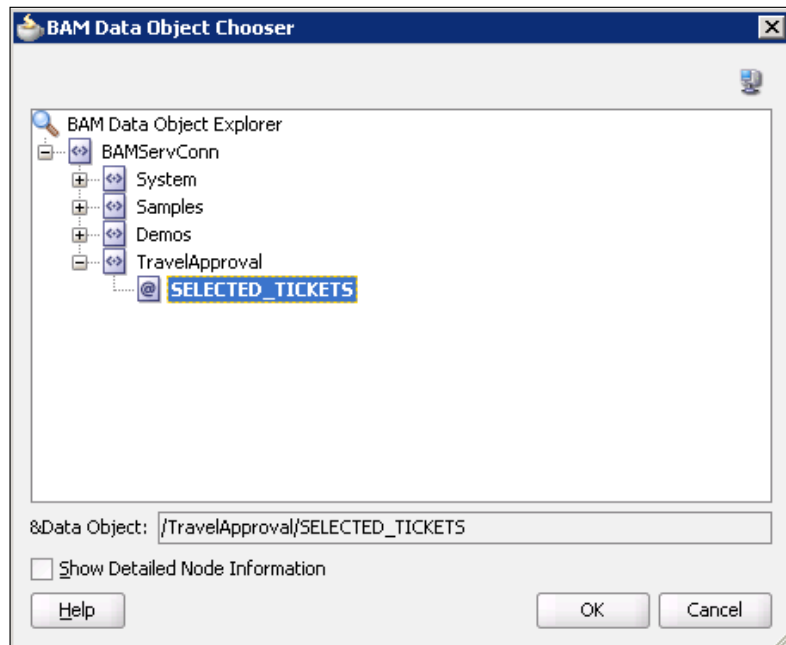 BAM Data Object Chooser
BAM Data Object Explorer
BAMServConn
System
Samples
Demos
TravelApproval
@ SELECTED_TICKETS
&Data Object: /TravelApproval/SELECTED_TICKETS
Show Detailed Node Information
Help OK Cancel